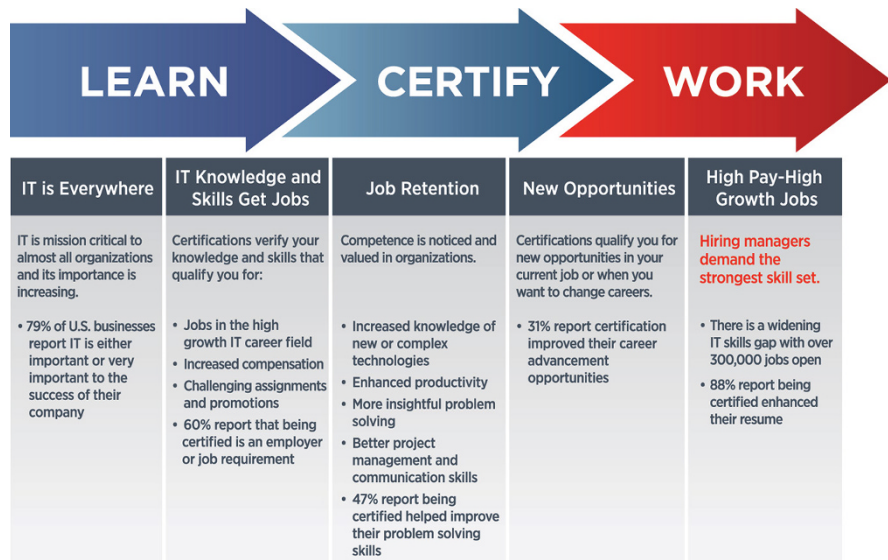 LEARN
CERTIFY
WORK
IT is Everywhere
IT is mission critical to
almost all organizations
and its importance is
increasing.
• 79% of U.S. businesses
report IT is either
important or very
important to the
success of their
company
IT Knowledge and
Skills Get Jobs
Certifications verify your
knowledge and skills that
qualify you for:
• Jobs in the high
growth IT career field
• Increased compensation
• Challenging assignments
and promotions
• 60% report that being
certified is an employer
or job requirement
Job Retention
Competence is noticed and
valued in organizations.
• Increased knowledge of
new or complex
technologies
• Enhanced productivity
• More insightful problem
solving
• Better project
management and
communication skills
• 47% report being
certified helped improve
their problem solving
skills
New Opportunities
Certifications qualify you for
new opportunities in your
current job or when you
want to change careers.
• 31% report certification
improved their career
advancement
opportunities
High Pay-High
Growth Jobs
Hiring managers
demand the
strongest skill set.
• There is a widening
IT skills gap with over
300,000 jobs open
• 88% report being
certified enhanced
their resume